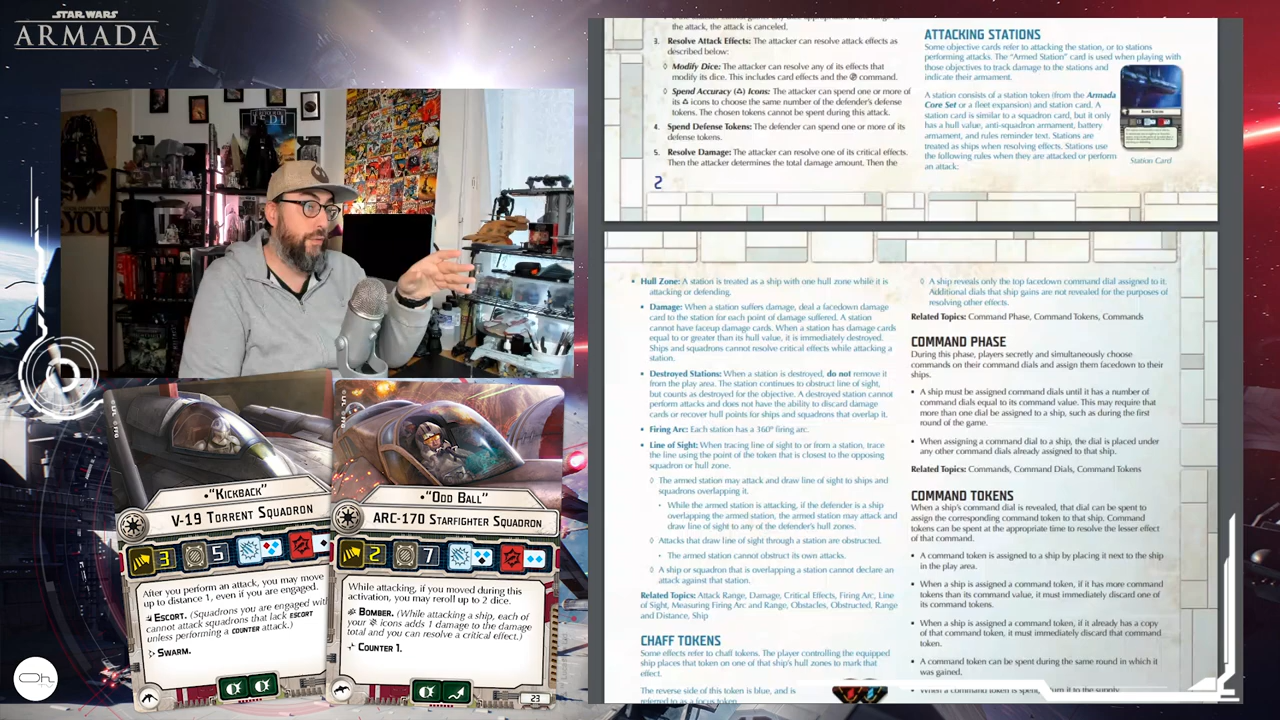 STAR WARS
ARMADA
the attack, the attack is canceled.
3. Resolve Attack Effects: The attacker can resolve attack effects as
described below:
◊ Modify Dice: The attacker can resolve any of its effects that
modify its dice. This includes card effects and the command.
◊ Spend Accuracy ( ) Icons: The attacker can spend one or more of
its icons to choose the same number of the defender's defense
tokens. The chosen tokens cannot be spent during this attack.
4. Spend Defense Tokens: The defender can spend one or more of its
defense tokens.
5. Resolve Damage: The attacker can resolve one of its critical effects.
Then the attacker determines the total damage amount. Then the
2
ATTACKING STATIONS
Some objective cards refer to attacking the station, or to stations
performing attacks. The "Armed Station" card is used when playing with
those objectives to track damage to the stations and
indicate their armament.
A station consists of a station token (from the Armada
Core Set or a fleet expansion) and station card. A
station card is similar to a squadron card, but it only
has a hull value, anti-squadron armament, battery
armament, and rules reminder text. Stations are
treated as ships when resolving effects. Stations use
the following rules when they are attacked or perform
an attack:
Station Card
• Hull Zone: A station is treated as a ship with one hull zone while it is
attacking or defending.
• Damage: When a station suffers damage, deal a facedown damage
card to the station for each point of damage suffered. A station
cannot have faceup damage cards. When a station has damage cards
equal to or greater than its hull value, it is immediately destroyed.
Ships and squadrons cannot resolve critical effects while attacking a
station.
• Destroyed Stations: When a station is destroyed, do not remove it
from the play area. The station continues to obstruct line of sight,
but counts as destroyed for the objective. A destroyed station cannot
perform attacks and does not have the ability to discard damage
cards or recover hull points for ships and squadrons that overlap it.
• Firing Arc: Each station has a 360° firing arc.
• Line of Sight: When tracing line of sight to or from a station, trace
the line using the point of the token that is closest to the opposing
squadron or hull zone.
◊ The armed station may attack and draw line of sight to ships and
squadrons overlapping it.
• While the armed station is attacking, if the defender is a ship
overlapping the armed station, the armed station may attack and
draw line of sight to any of the defender's hull zones.
◊ Attacks that draw line of sight through a station are obstructed.
• The armed station cannot obstruct its own attacks.
◊ A ship or squadron that is overlapping a station cannot declare an
attack against that station.
Related Topics: Attack Range, Damage, Critical Effects, Firing Arc, Line
of Sight, Measuring Firing Arc and Range, Obstacles, Obstructed, Range
and Distance, Ship
CHAFF TOKENS
Some effects refer to chaff tokens. The player controlling the equipped
ship places that token on one of that ship's hull zones to mark that
effect.
The reverse side of this token is blue, and is
referred to as a focus token.
◊ A ship reveals only the top facedown command dial assigned to it.
Additional dials that ship gains are not revealed for the purposes of
resolving other effects.
Related Topics: Command Phase, Command Tokens, Commands
COMMAND PHASE
During this phase, players secretly and simultaneously choose
commands on their command dials and assign them facedown to their
ships.
• A ship must be assigned command dials until it has a number of
command dials equal to its command value. This may require that
more than one dial be assigned to a ship, such as during the first
round of the game.
• When assigning a command dial to a ship, the dial is placed under
any other command dials already assigned to that ship.
Related Topics: Commands, Command Dials, Command Tokens
COMMAND TOKENS
When a ship's command dial is revealed, that dial can be spent to
assign the corresponding command token to that ship. Command
tokens can be spent at the appropriate time to resolve the lesser effect
of that command.
• A command token is assigned to a ship by placing it next to the ship
in the play area.
• When a ship is assigned a command token, if it has more command
tokens than its command value, it must immediately discard one of
its command tokens.
• When a ship is assigned a command token, if it already has a copy
of that command token, it must immediately discard that command
token.
• A command token can be spent during the same round in which it
was gained.
• When a command token is spent, turn it to the supply.
•"KICKBACK"
V-19 TORRENT SQUADRON
3 5
After you perform an attack, you may move
up to distance 1, even if you are engaged.
ESCORT. (Squadrons you are engaged with
cannot attack squadrons that lack ESCORT
unless performing a COUNTER attack.)
SWARM.
•"ODD BALL"
ARC-170 STARFIGHTER SQUADRON
2 7
While attacking, if you moved during this
activation, you may reroll up to 2 dice.
BOMBER. (While attacking a ship, each of
your icons adds 1 damage to the damage
total and you can resolve a critical effect.)
COUNTER 1.
23